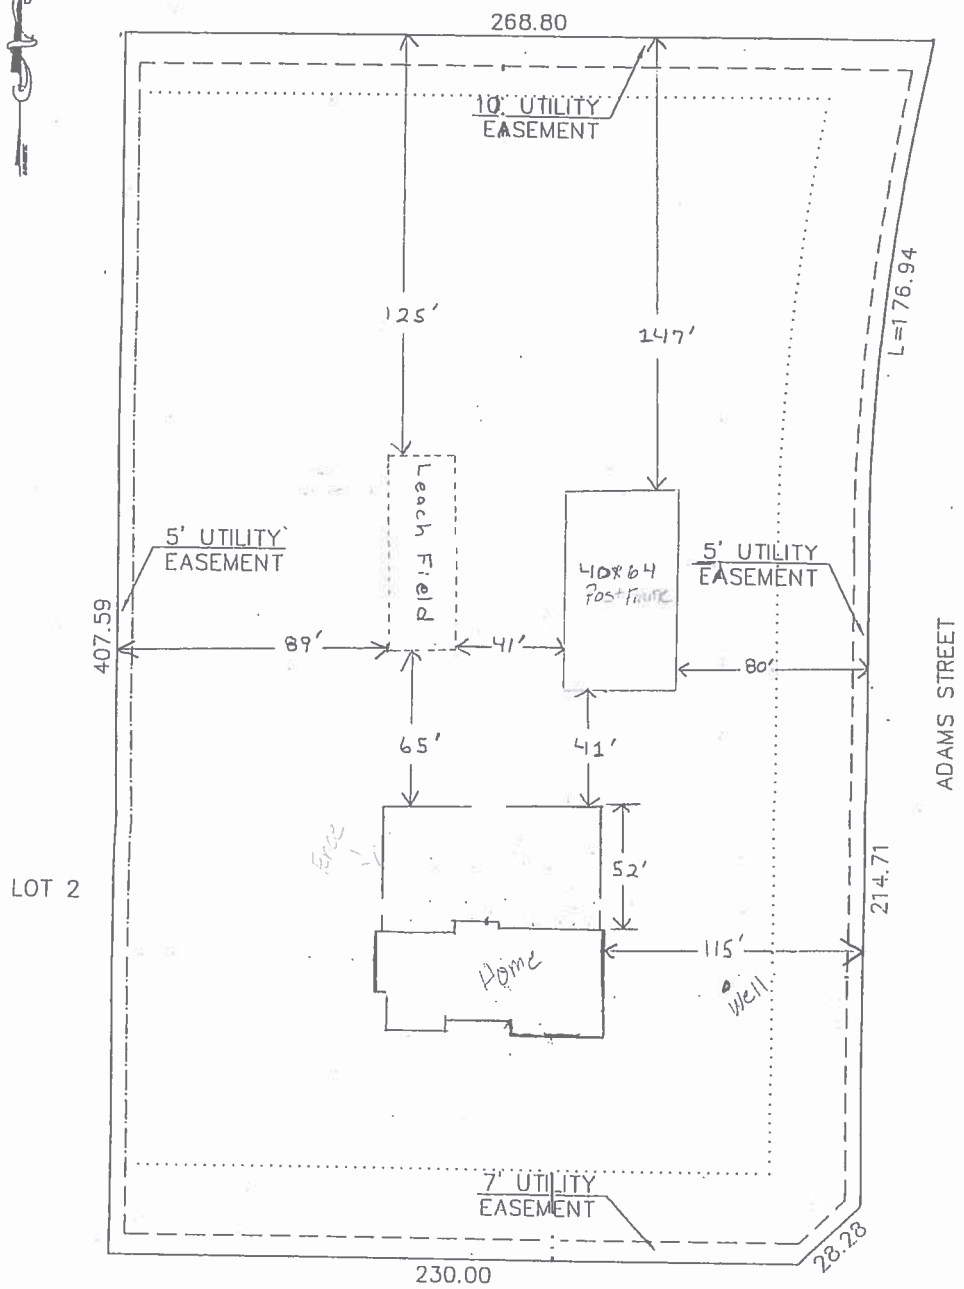 268.80
10' UTILITY
EASEMENT
L=176.94
125'
147'
Leach Field
40x64
Post Frame
5' UTILITY
EASEMENT
5' UTILITY
EASEMENT
407.59
89'
41'
80'
ADAMS STREET
65'
41'
fence
52'
LOT 2
214.71
Home
115'
Well
7' UTILITY
EASEMENT
28.28
230.00